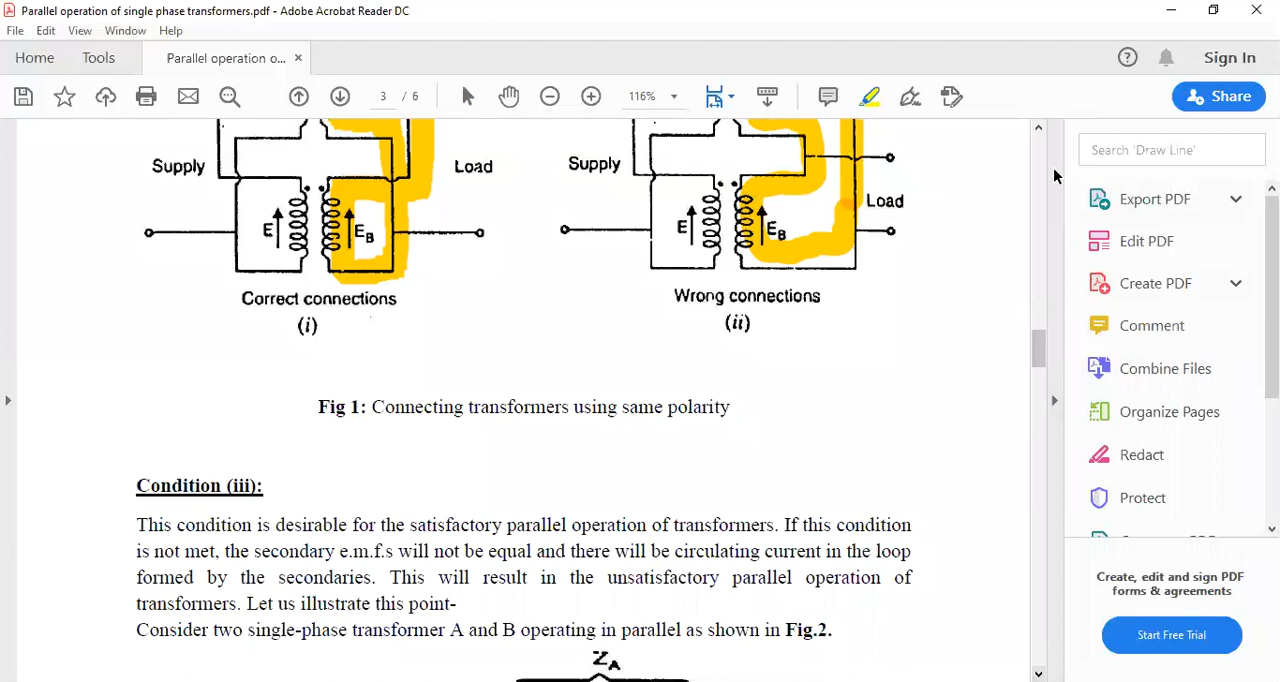 Parallel operation of single phase transformers.pdf - Adobe Acrobat Reader DC
File Edit View Window Help
Home Tools Parallel operation o... × Sign In
3 / 6 116% Share
Supply Load Supply Load
E E_B E E_B
Correct connections Wrong connections
(i) (ii)
Fig 1: Connecting transformers using same polarity
Condition (iii):
This condition is desirable for the satisfactory parallel operation of transformers. If this condition
is not met, the secondary e.m.f.s will not be equal and there will be circulating current in the loop
formed by the secondaries. This will result in the unsatisfactory parallel operation of
transformers. Let us illustrate this point-
Consider two single-phase transformer A and B operating in parallel as shown in Fig.2.
Z_A
Search 'Draw Line'
Export PDF
Edit PDF
Create PDF
Comment
Combine Files
Organize Pages
Redact
Protect
Create, edit and sign PDF
forms & agreements
Start Free Trial